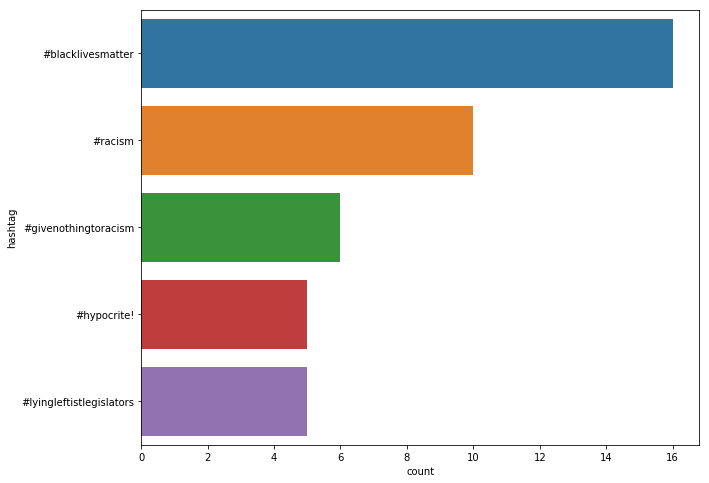 #blacklivesmatter
#racism
#givenothingtoracism
#hypocrite!
#lyingleftistlegislators
hashtag
0 2 4 6 8 10 12 14 16
count